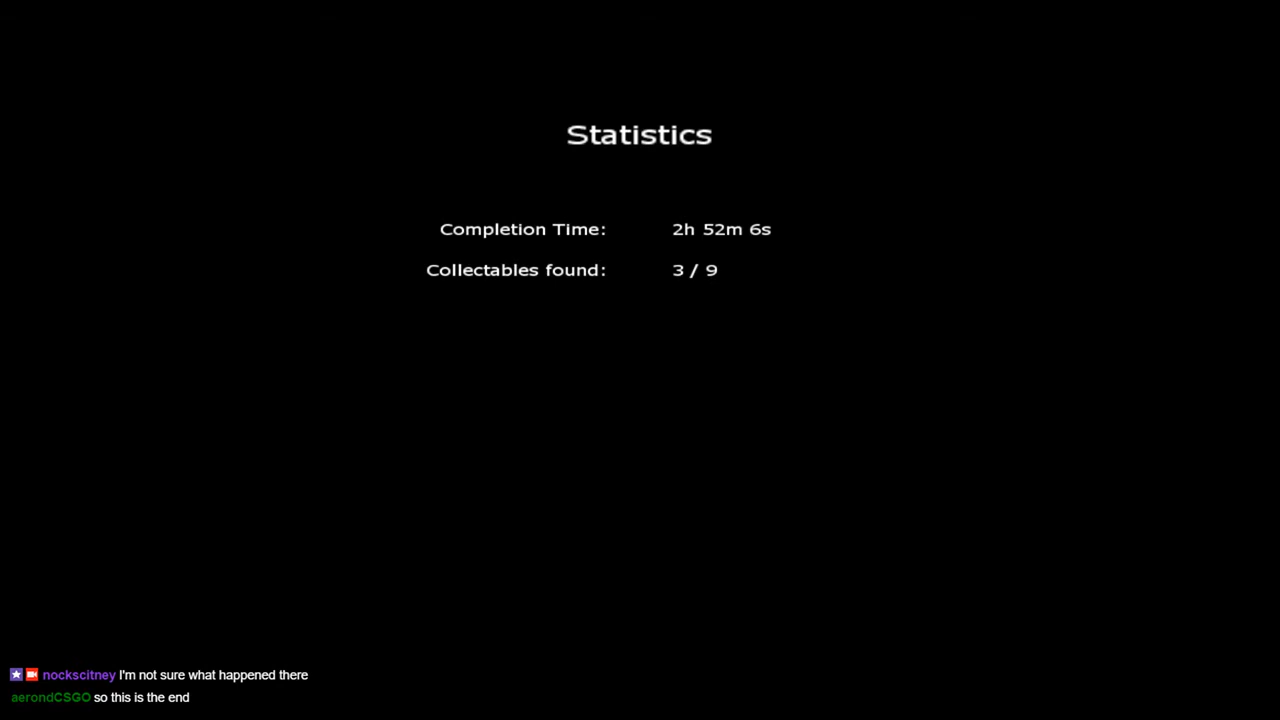 Statistics
Completion Time: 2h 52m 6s
Collectables found: 3 / 9
nockscitney I'm not sure what happened there
aerondCSGO so this is the end